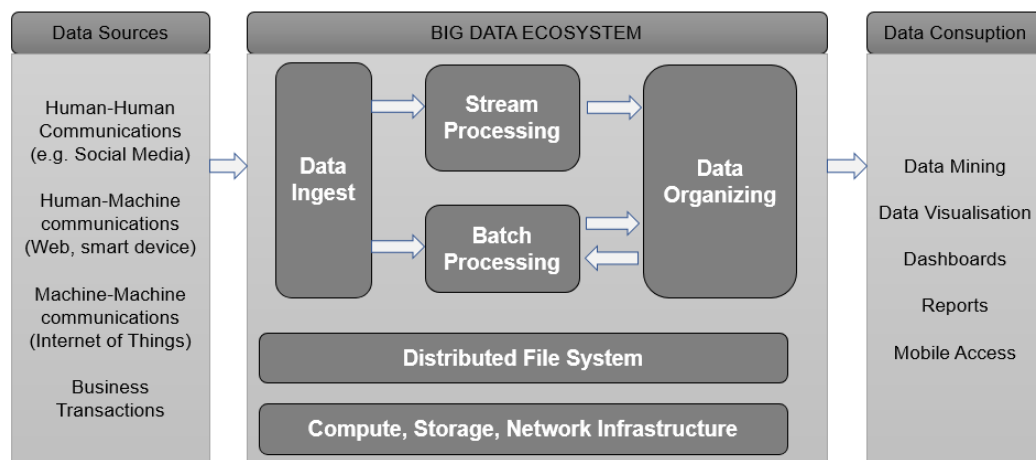 Data Sources
Human-Human
Communications
(e.g. Social Media)
Human-Machine
communications
(Web, smart device)
Machine-Machine
communications
(Internet of Things)
Business
Transactions
BIG DATA ECOSYSTEM
Data
Ingest
Stream
Processing
Batch
Processing
Data
Organizing
Distributed File System
Compute, Storage, Network Infrastructure
Data Consuption
Data Mining
Data Visualisation
Dashboards
Reports
Mobile Access